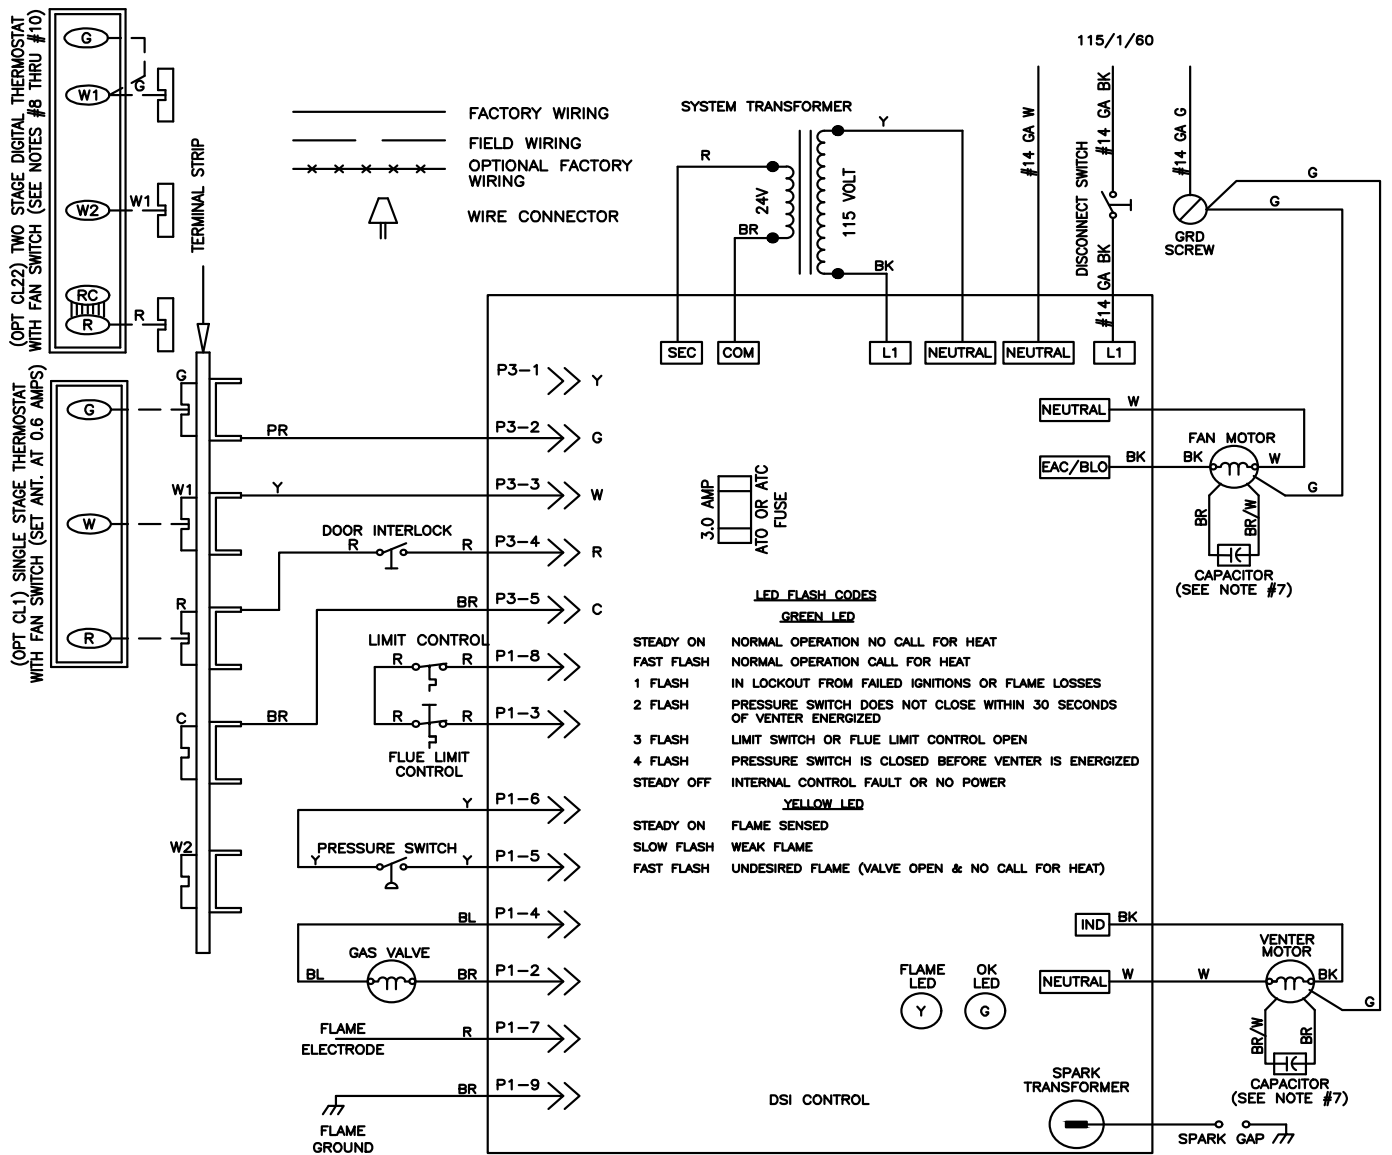 (OPT CL22) TWO STAGE DIGITAL THERMOSTAT
WITH FAN SWITCH (SEE NOTES #8 THRU #10)
G
W1
G
W2
W1
RC
R
R
(OPT CL1) SINGLE STAGE THERMOSTAT
WITH FAN SWITCH (SET ANT. AT 0.6 AMPS)
G
W
R
TERMINAL STRIP
G
W1
R
C
W2
FACTORY WIRING
FIELD WIRING
OPTIONAL FACTORY
WIRING
WIRE CONNECTOR
SYSTEM TRANSFORMER
R
24V
BR
115 VOLT
Y
BK
115/1/60
#14 GA W
#14 GA BK
DISCONNECT SWITCH
#14 GA BK
#14 GA G
GRD
SCREW
G
G
SEC
COM
L1
NEUTRAL
NEUTRAL
L1
P3-1
Y
PR
P3-2
G
Y
P3-3
W
DOOR INTERLOCK
R
R
P3-4
R
BR
BR
P3-5
C
LIMIT CONTROL
R
R
P1-8
R
R
P1-3
FLUE LIMIT
CONTROL
Y
P1-6
PRESSURE SWITCH
Y
Y
P1-5
BL
P1-4
GAS VALVE
BL
BR
P1-2
FLAME
ELECTRODE
R
P1-7
BR
P1-9
FLAME
GROUND
3.0 AMP
ATO OR ATC
FUSE
LED FLASH CODES
GREEN LED
STEADY ON NORMAL OPERATION NO CALL FOR HEAT
FAST FLASH NORMAL OPERATION CALL FOR HEAT
1 FLASH IN LOCKOUT FROM FAILED IGNITIONS OR FLAME LOSSES
2 FLASH PRESSURE SWITCH DOES NOT CLOSE WITHIN 30 SECONDS
OF VENTER ENERGIZED
3 FLASH LIMIT SWITCH OR FLUE LIMIT CONTROL OPEN
4 FLASH PRESSURE SWITCH IS CLOSED BEFORE VENTER IS ENERGIZED
STEADY OFF INTERNAL CONTROL FAULT OR NO POWER
YELLOW LED
STEADY ON FLAME SENSED
SLOW FLASH WEAK FLAME
FAST FLASH UNDESIRED FLAME (VALVE OPEN & NO CALL FOR HEAT)
NEUTRAL
W
FAN MOTOR
EAC/BLO
BK
BK
W
G
BR
BR/W
CAPACITOR
(SEE NOTE #7)
IND
BK
VENTER
MOTOR
NEUTRAL
W
W
BK
G
BR/W
BR
CAPACITOR
(SEE NOTE #7)
FLAME
LED
Y
OK
LED
G
SPARK
TRANSFORMER
DSI CONTROL
SPARK GAP